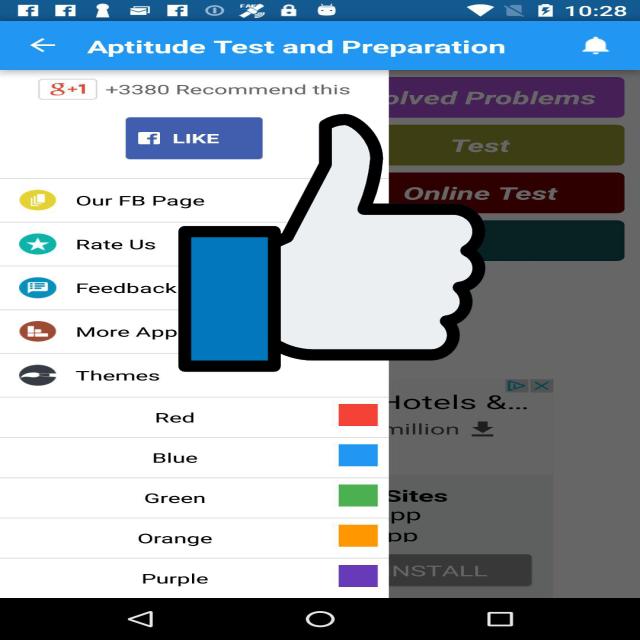 10:28
Aptitude Test and Preparation
g+1 +3380 Recommend this
olved Problems
LIKE
Test
Online Test
Our FB Page
Rate Us
Feedback
More App
Themes
Hotels &...
million
Red
Blue
Green
Orange
Purple
Sites
pp
pp
NSTALL